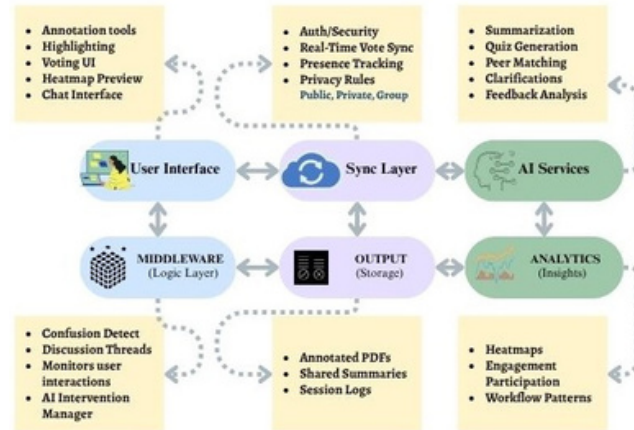 Annotation tools
Highlighting
Voting UI
Heatmap Preview
Chat Interface
Auth/Security
Real-Time Vote Sync
Presence Tracking
Privacy Rules
Public, Private, Group
Summarization
Quiz Generation
Peer Matching
Clarifications
Feedback Analysis
User Interface
Sync Layer
AI Services
MIDDLEWARE
(Logic Layer)
OUTPUT
(Storage)
ANALYTICS
(Insights)
Confusion Detect
Discussion Threads
Monitors user
interactions
AI Intervention
Manager
Annotated PDFs
Shared Summaries
Session Logs
Heatmaps
Engagement
Participation
Workflow Patterns